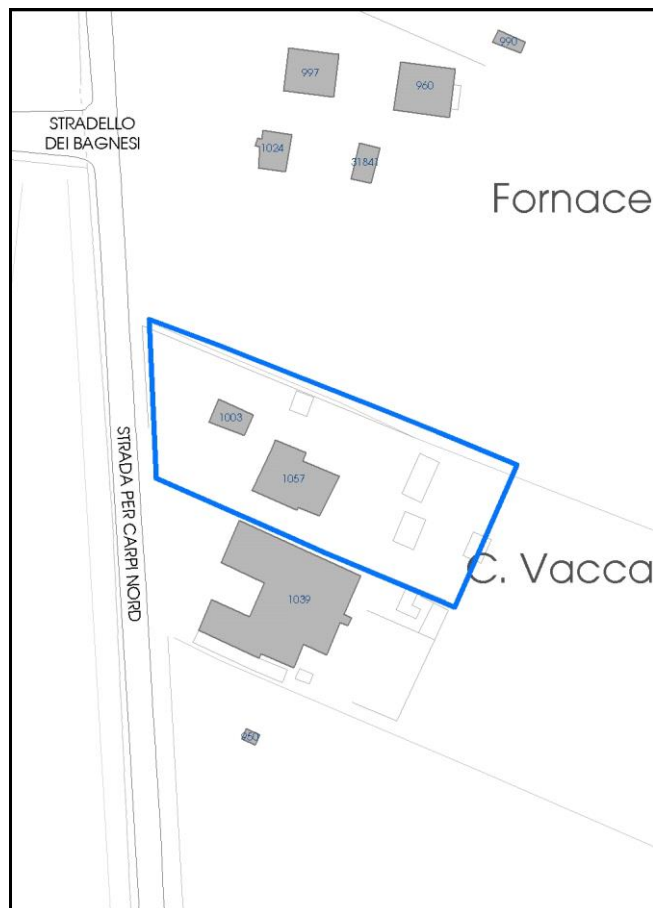 990
997
960
STRADELLO
DEI BAGNESI
1024
31841
Fornace
1003
STRADA PER CARPI NORD
1057
C. Vacca
1039